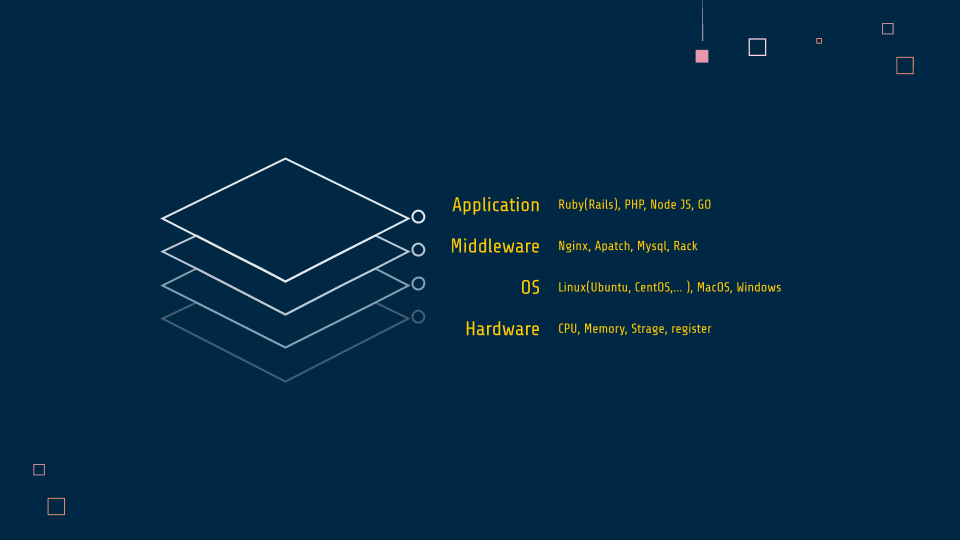 Application Ruby(Rails), PHP, Node JS, GO
Middleware Nginx, Apatch, Mysql, Rack
OS Linux(Ubuntu, CentOS,... ), MacOS, Windows
Hardware CPU, Memory, Strage, register